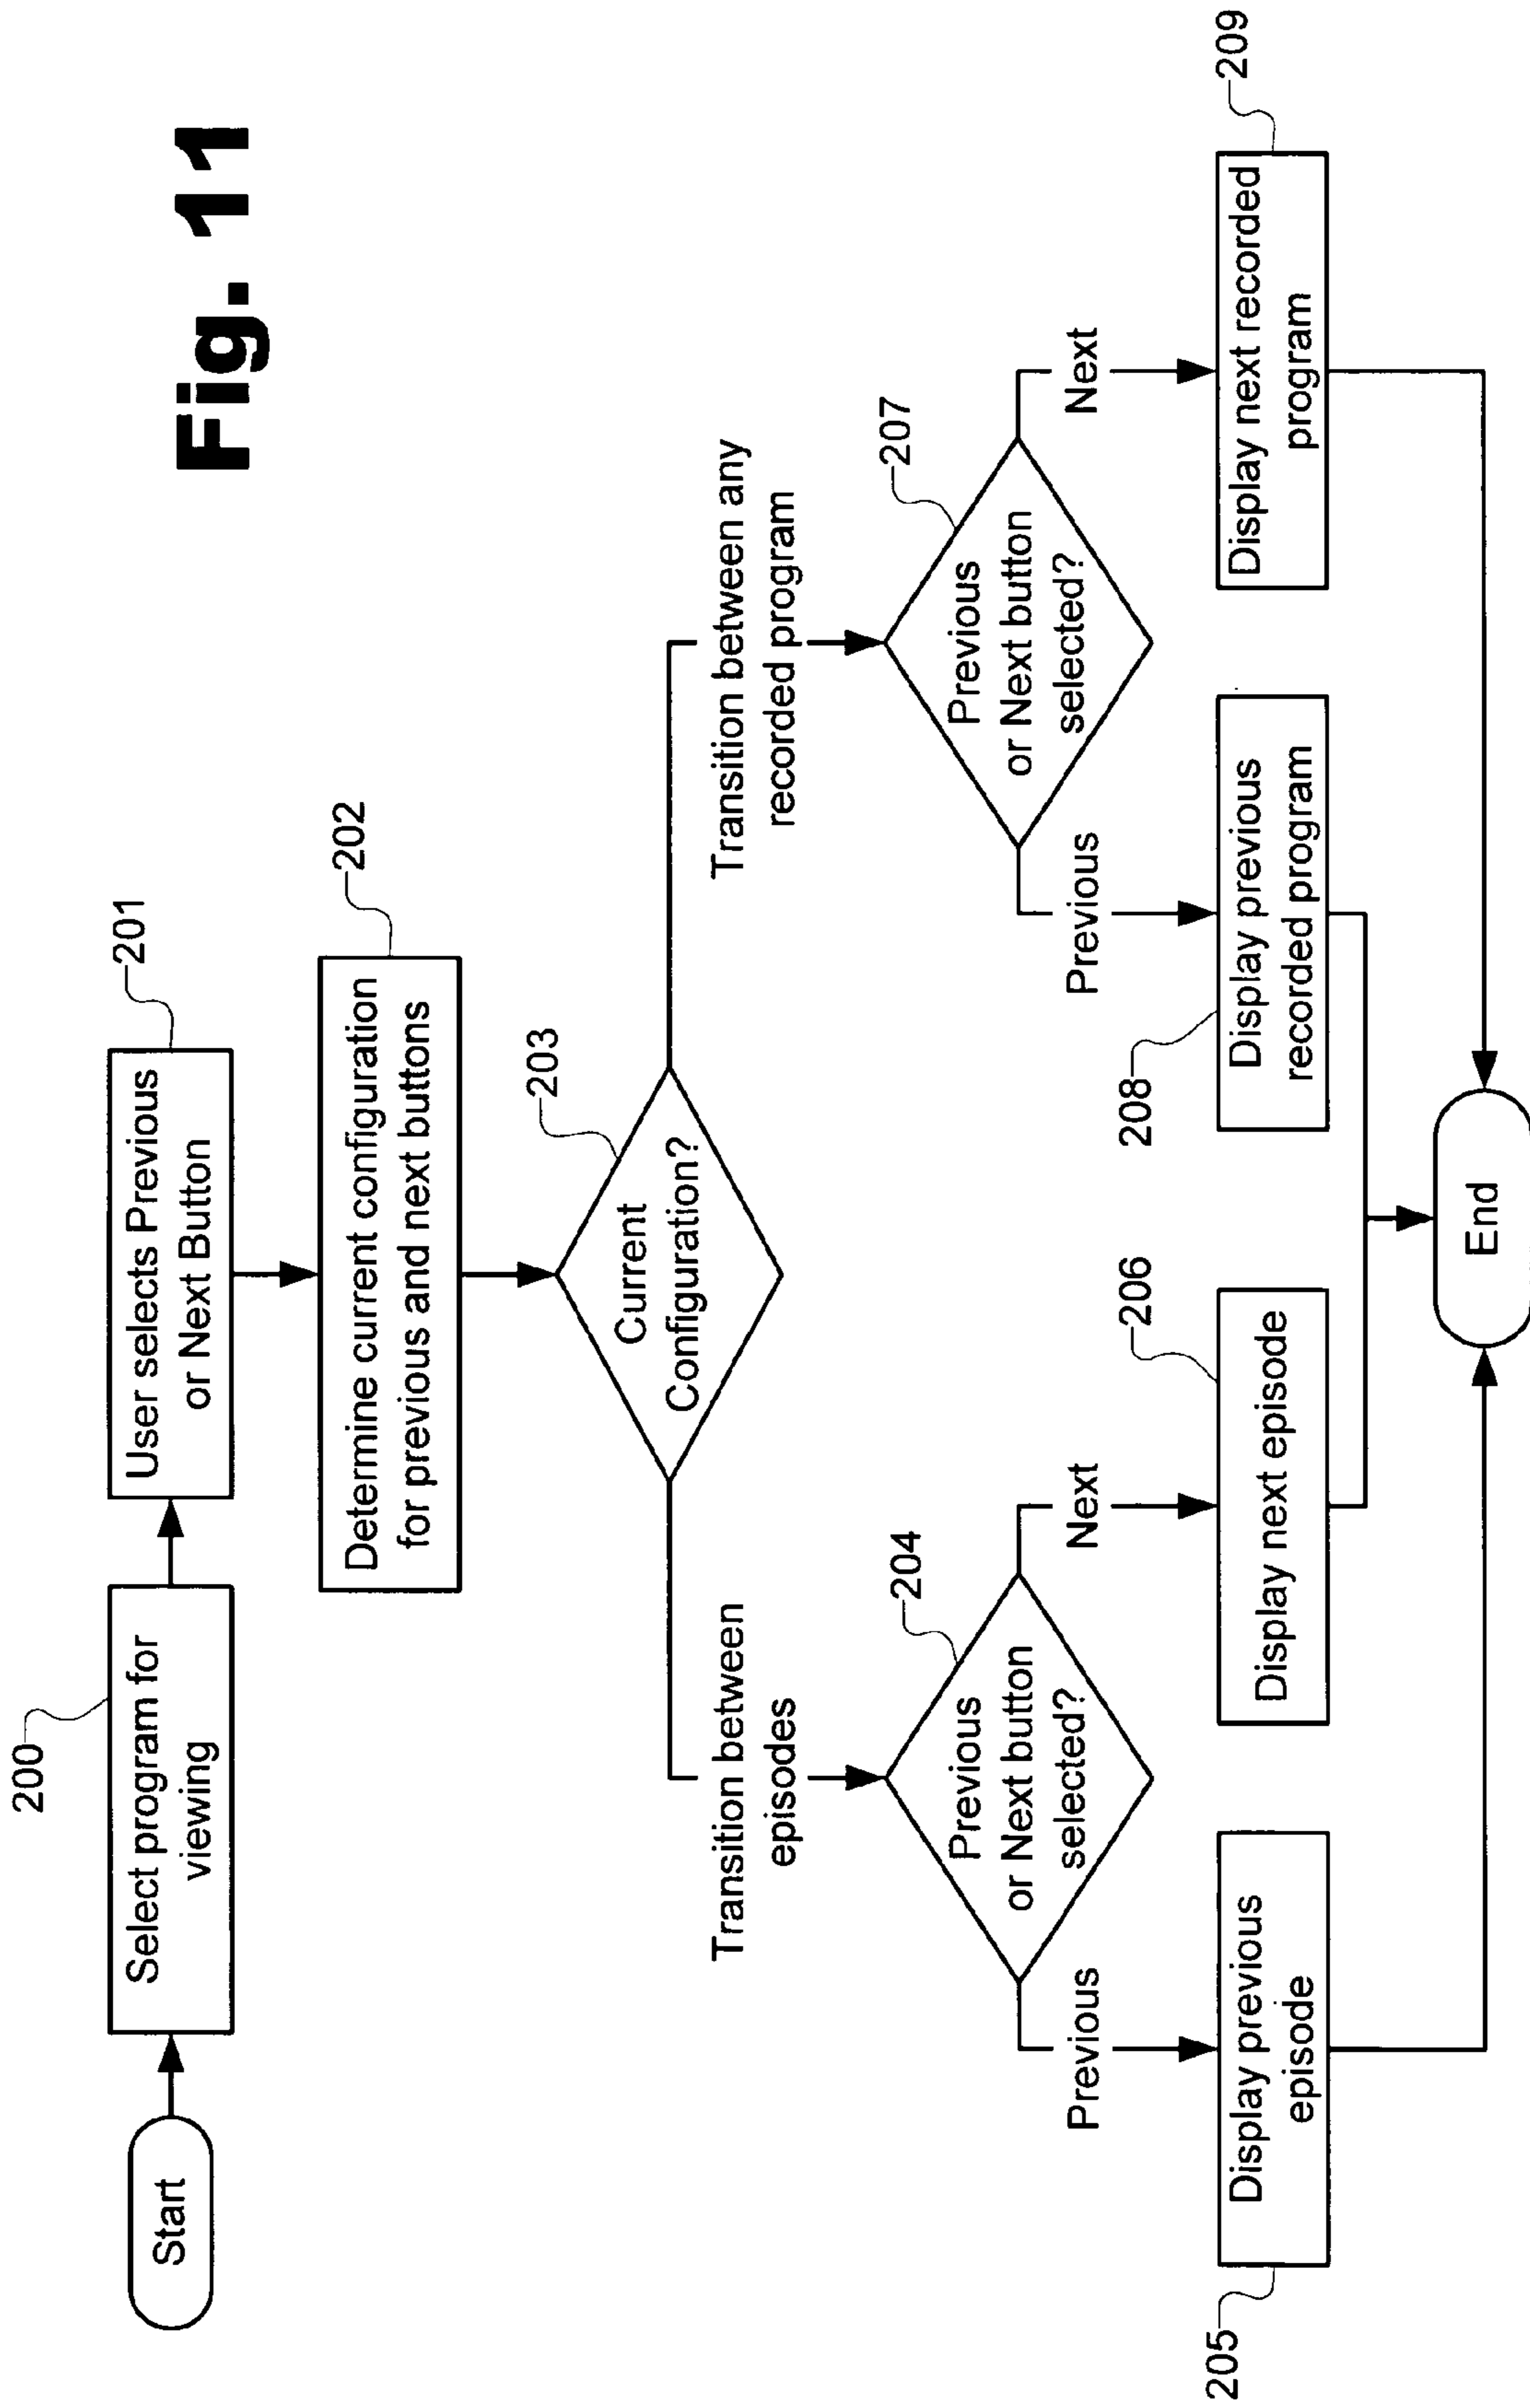 Fig. 11
200
Start
Select program for
viewing
201
User selects Previous
or Next Button
202
Determine current configuration
for previous and next buttons
203
Current
Configuration?
Transition between
episodes
Transition between any
recorded program
204
Previous
or Next button
selected?
207
Previous
or Next button
selected?
Previous
Next
Previous
Next
205
Display previous
episode
206
Display next episode
208
Display previous
recorded program
209
Display next recorded
program
End